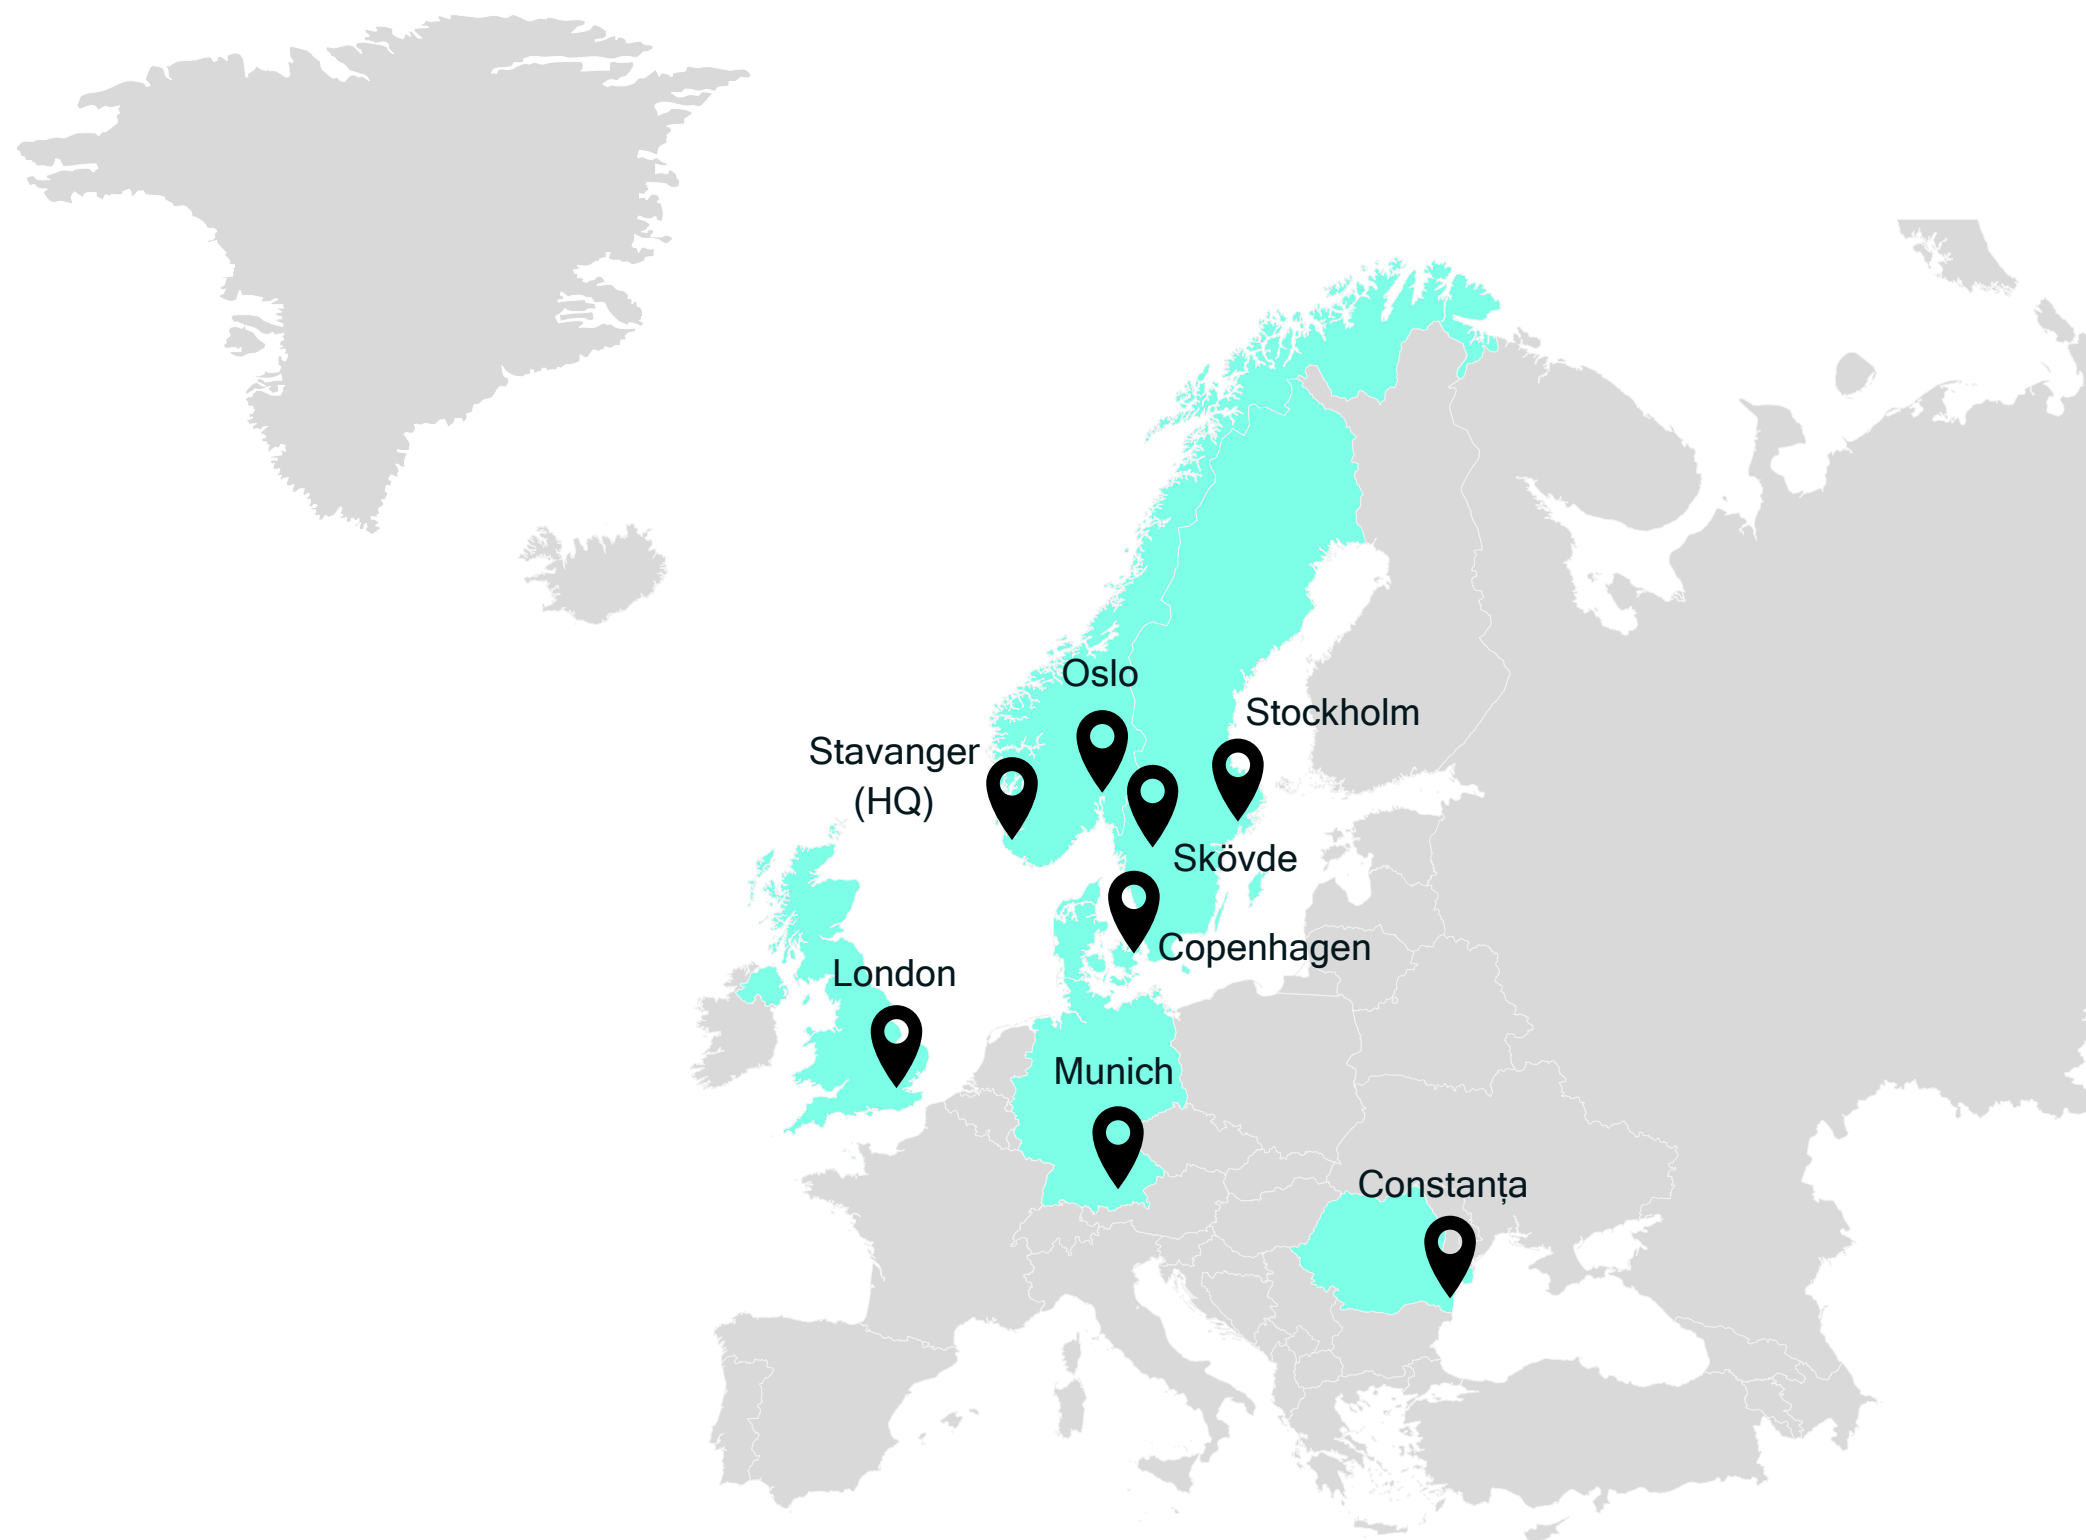 Oslo
Stockholm
Stavanger
(HQ)
Skövde
Copenhagen
London
Munich
Constanța